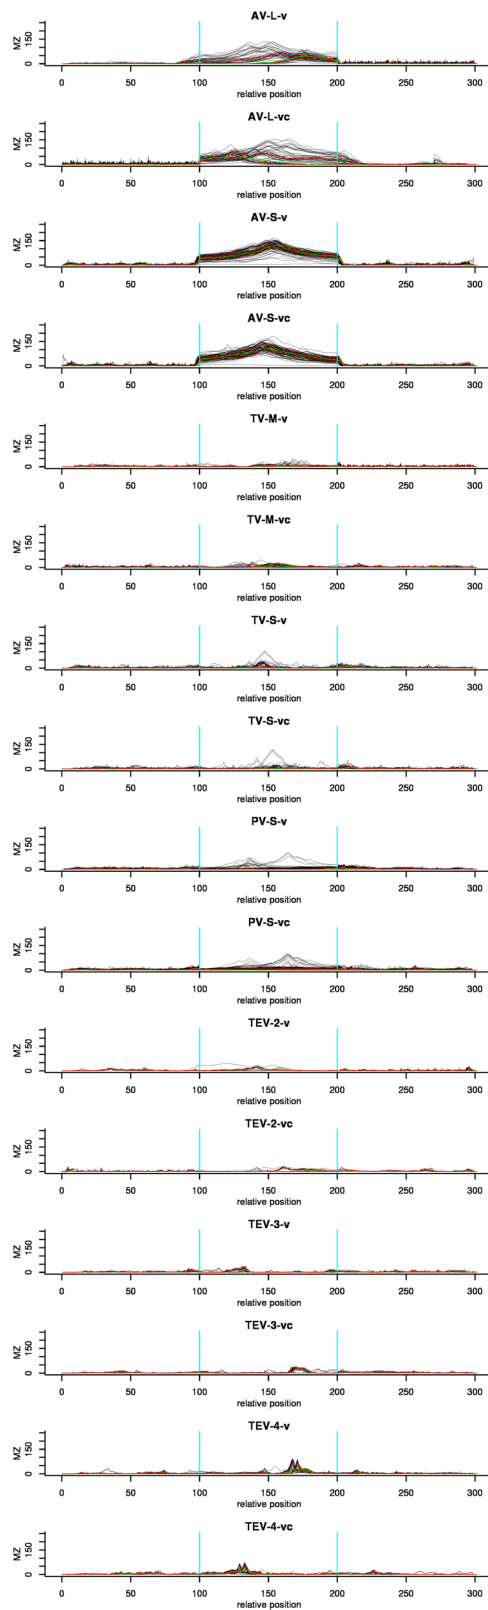 AV-L-v
MZ
0 150
0 50 100 150 200 250 300
relative position
AV-L-vc
MZ
0 150
0 50 100 150 200 250 300
relative position
AV-S-v
MZ
0 150
0 50 100 150 200 250 300
relative position
AV-S-vc
MZ
0 150
0 50 100 150 200 250 300
relative position
TV-M-v
MZ
0 150
0 50 100 150 200 250 300
relative position
TV-M-vc
MZ
0 150
0 50 100 150 200 250 300
relative position
TV-S-v
MZ
0 150
0 50 100 150 200 250 300
relative position
TV-S-vc
MZ
0 150
0 50 100 150 200 250 300
relative position
PV-S-v
MZ
0 150
0 50 100 150 200 250 300
relative position
PV-S-vc
MZ
0 150
0 50 100 150 200 250 300
relative position
TEV-2-v
MZ
0 150
0 50 100 150 200 250 300
relative position
TEV-2-vc
MZ
0 150
0 50 100 150 200 250 300
relative position
TEV-3-v
MZ
0 150
0 50 100 150 200 250 300
relative position
TEV-3-vc
MZ
0 150
0 50 100 150 200 250 300
relative position
TEV-4-v
MZ
0 150
0 50 100 150 200 250 300
relative position
TEV-4-vc
MZ
0 150
0 50 100 150 200 250 300
relative position